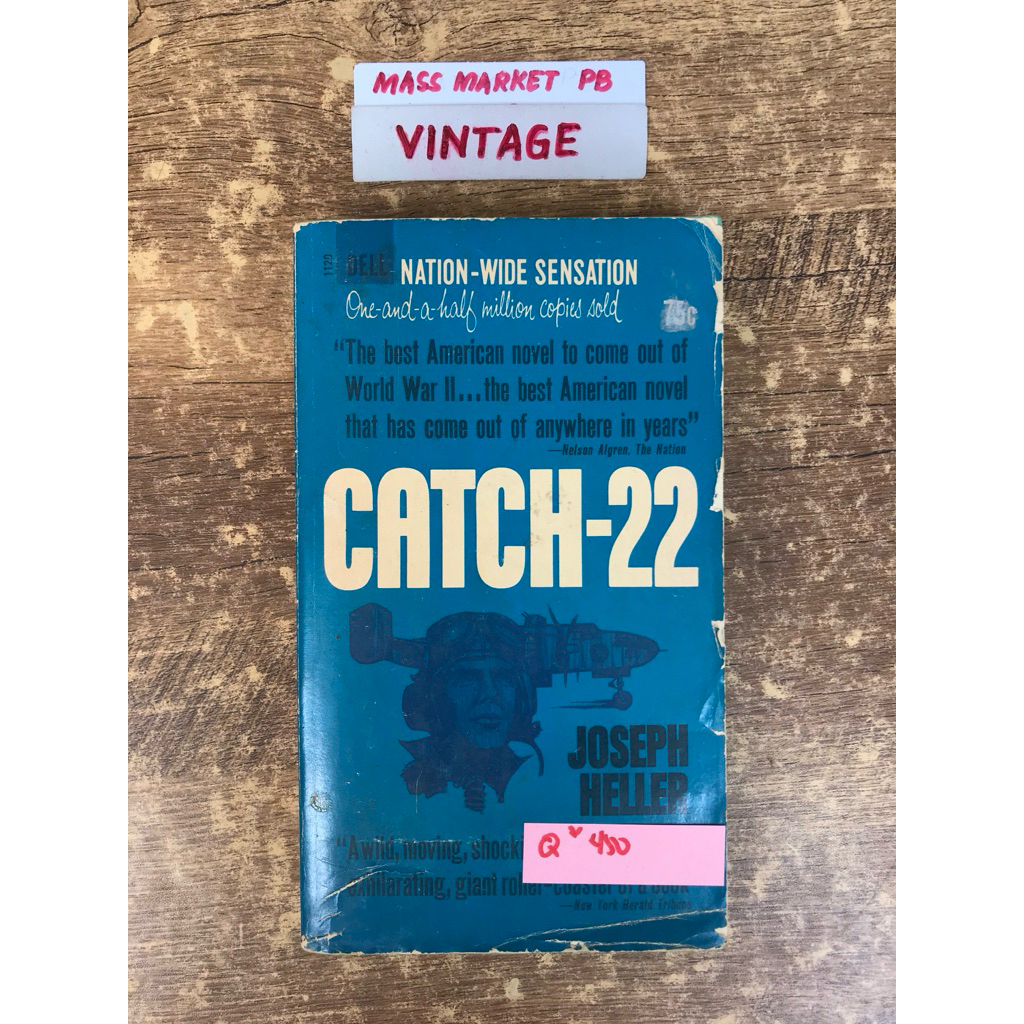 MASS MARKET PB
VINTAGE
1120 DELL NATION-WIDE SENSATION
One-and-a-half million copies sold
75c
"The best American novel to come out of
World War II...the best American novel
that has come out of anywhere in years"
—Nelson Algren, The Nation
CATCH-22
JOSEPH
HELLER
Q 450
"A wild, moving, shocki
exhilarating, giant roller-coaster of a book
—New York Herald Tribune